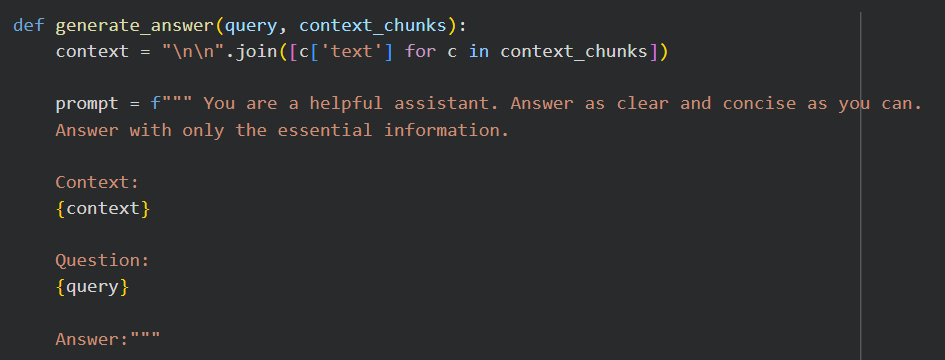 def generate_answer(query, context_chunks):
context = "\n\n".join([c['text'] for c in context_chunks])
prompt = f""" You are a helpful assistant. Answer as clear and concise as you can.
Answer with only the essential information.
Context:
{context}
Question:
{query}
Answer:"""